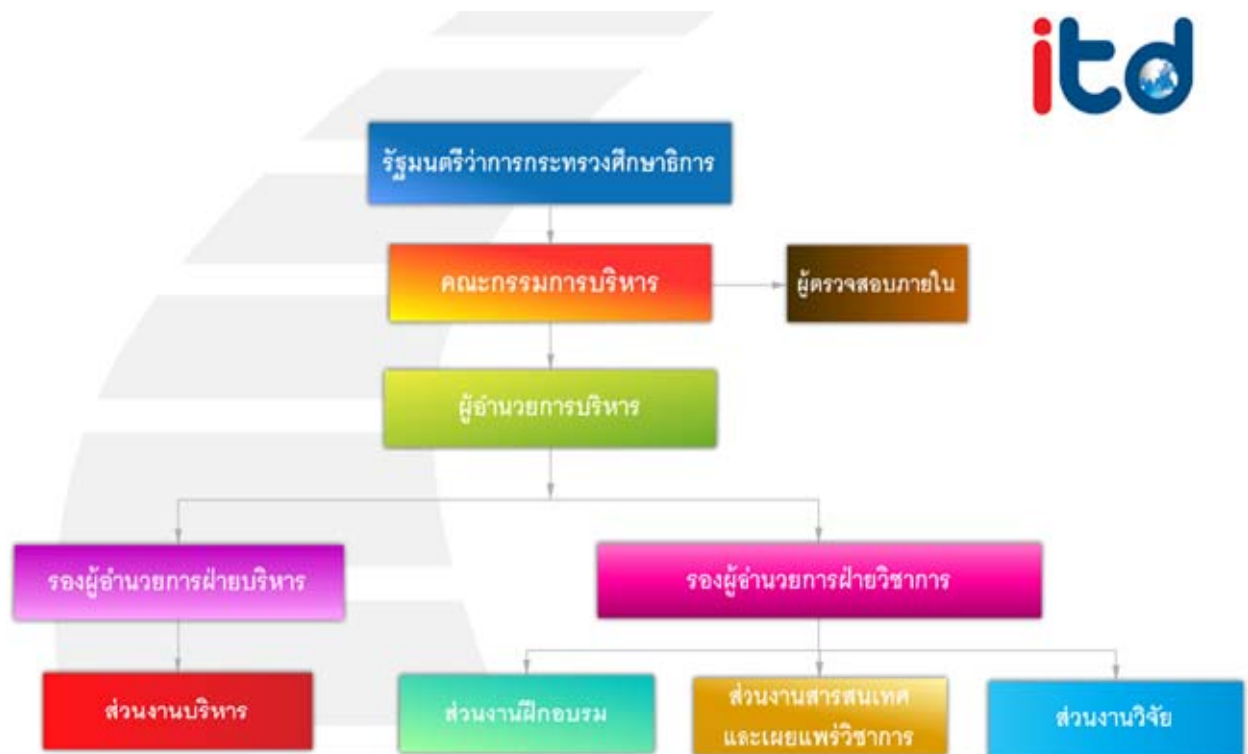 itd
รัฐมนตรีว่าการกระทรวงศึกษาธิการ
คณะกรรมการบริหาร
ผู้ตรวจสอบภายใน
ผู้อำนวยการบริหาร
รองผู้อำนวยการฝ่ายบริหาร
รองผู้อำนวยการฝ่ายวิชาการ
ส่วนงานบริหาร
ส่วนงานฝึกอบรม
ส่วนงานสารสนเทศ
และเผยแพร่วิชาการ
ส่วนงานวิจัย